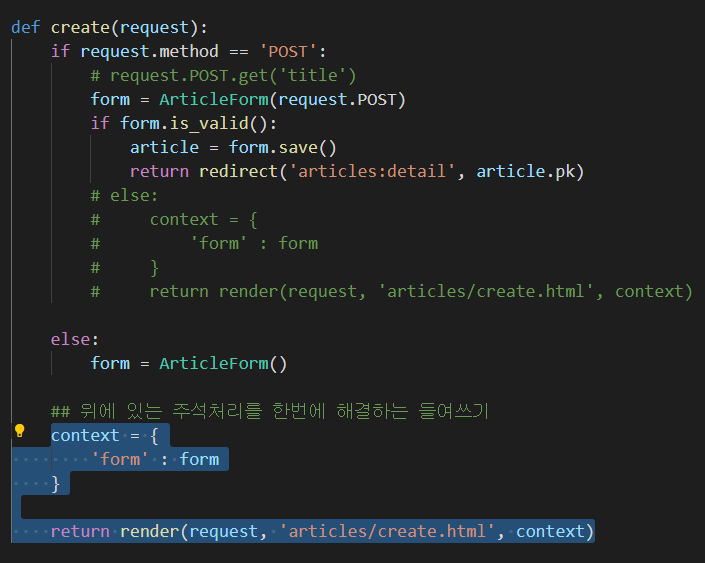 def create(request):
    if request.method == 'POST':
        # request.POST.get('title')
        form = ArticleForm(request.POST)
        if form.is_valid():
            article = form.save()
            return redirect('articles:detail', article.pk)
        # else:
        #     context = {
        #         'form' : form
        #     }
        #     return render(request, 'articles/create.html', context)
    else:
        form = ArticleForm()
    ## 위에 있는 주석처리를 한번에 해결하는 들여쓰기
    context = {
        'form' : form
    }
    return render(request, 'articles/create.html', context)